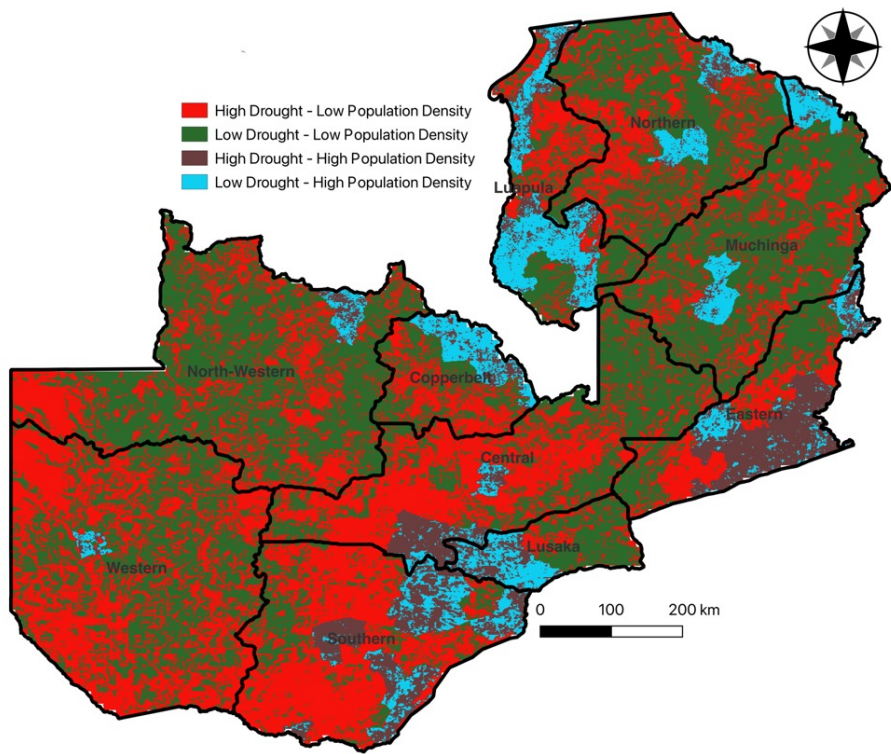 High Drought - Low Population Density
Low Drought - Low Population Density
High Drought - High Population Density
Low Drought - High Population Density
Northern
Luapula
Muchinga
North-Western
Copperbelt
Eastern
Central
Lusaka
Western
Southern
0 100 200 km